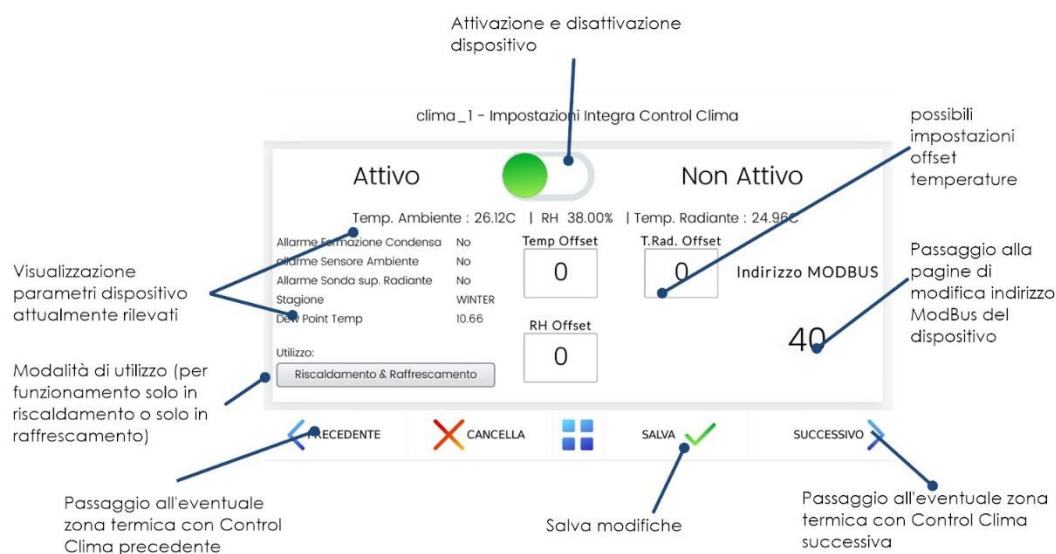 Attivazione e disattivazione
dispositivo
clima_1 - Impostazioni Integra Control Clima
possibili
impostazioni
offset
temperature
Attivo
Non Attivo
Temp. Ambiente : 26.12C | RH 38.00% | Temp. Radiante : 24.96C
Allarme Formazione Condensa No
allarme Sensore Ambiente No
Allarme Sonda sup. Radiante No
Stagione WINTER
Dew Point Temp 10.66
Temp Offset
0
T.Rad. Offset
0
Indirizzo MODBUS
40
RH Offset
0
Utilizzo:
Riscaldamento & Raffrescamento
Visualizzazione
parametri dispositivo
attualmente rilevati
Passaggio alla
pagine di
modifica indirizzo
ModBus del
dispositivo
Modalità di utilizzo (per
funzionamento solo in
riscaldamento o solo in
raffrescamento)
PRECEDENTE
CANCELLA
SALVA
SUCCESSIVO
Passaggio all'eventuale
zona termica con Control
Clima precedente
Salva modifiche
Passaggio all'eventuale zona
termica con Control Clima
successiva